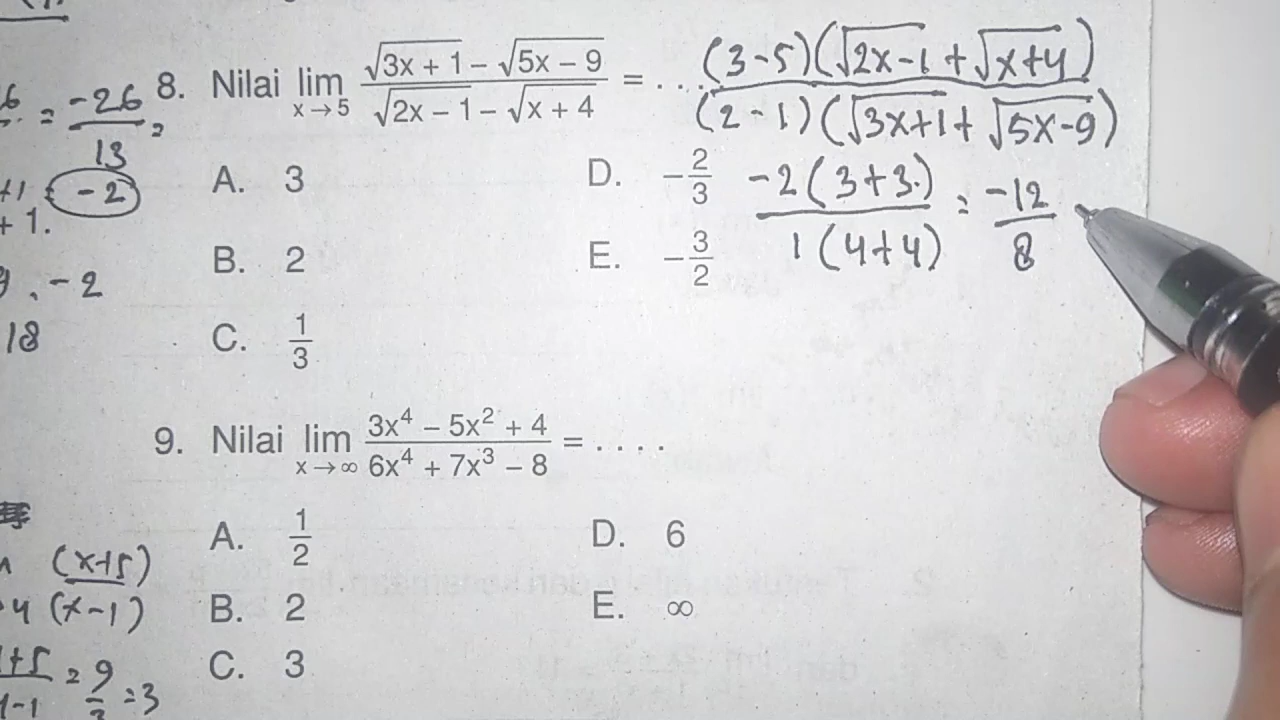 8. Nilai lim x→5 (√(3x + 1) − √(5x − 9)) / (√(2x − 1) − √(x + 4)) = . . .
(3-5)(√(2x-1) + √(x+4)) / (2-1)(√(3x+1) + √(5x-9))
-2(3+3) / 1(4+4) = -12 / 8
A. 3
B. 2
C. 1/3
D. −2/3
E. −3/2
9. Nilai lim x→∞ (3x⁴ − 5x² + 4) / (6x⁴ + 7x³ − 8) = . . . .
A. 1/2
B. 2
C. 3
D. 6
E. ∞
= -26 / 13 =
+1 -2
+ 1.
-2
18
(x+5)
(x-1)
= 9/3 = 3